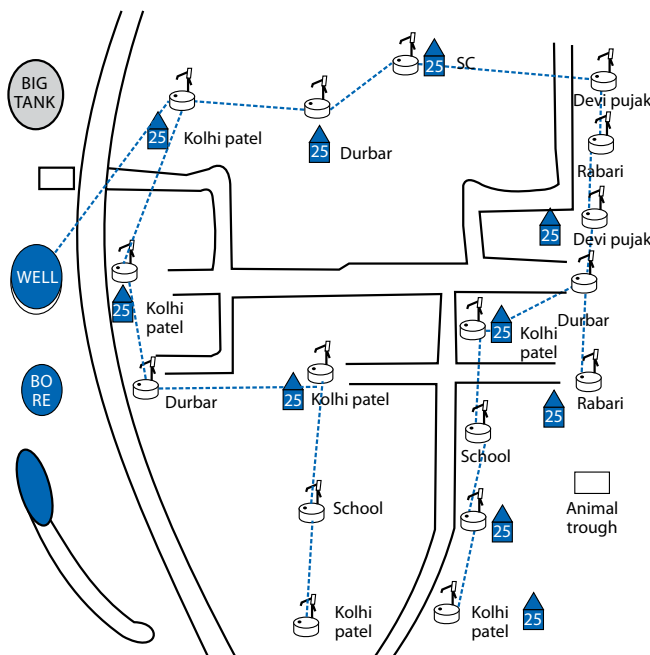 BIG
TANK
25
SC
Devi pujak
25
Kolhi patel
25
Durbar
Rabari
25
Devi pujak
WELL
25
Kolhi
patel
Durbar
25
Kolhi
patel
BO
RE
Durbar
25
Kolhi patel
25
Rabari
School
School
Animal
trough
25
Kolhi
patel
Kolhi
patel
25